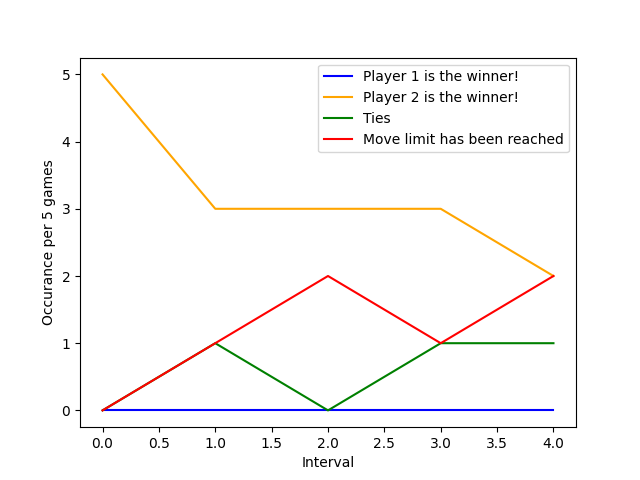 5
Player 1 is the winner!
Player 2 is the winner!
Ties
Move limit has been reached
4
3
2
1
0
Occurance per 5 games
0.0 0.5 1.0 1.5 2.0 2.5 3.0 3.5 4.0
Interval